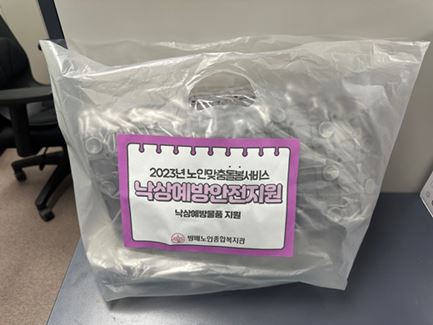 2023년 노인맞춤돌봄서비스
낙상예방안전지원
낙상예방물품 지원
방배노인종합복지관